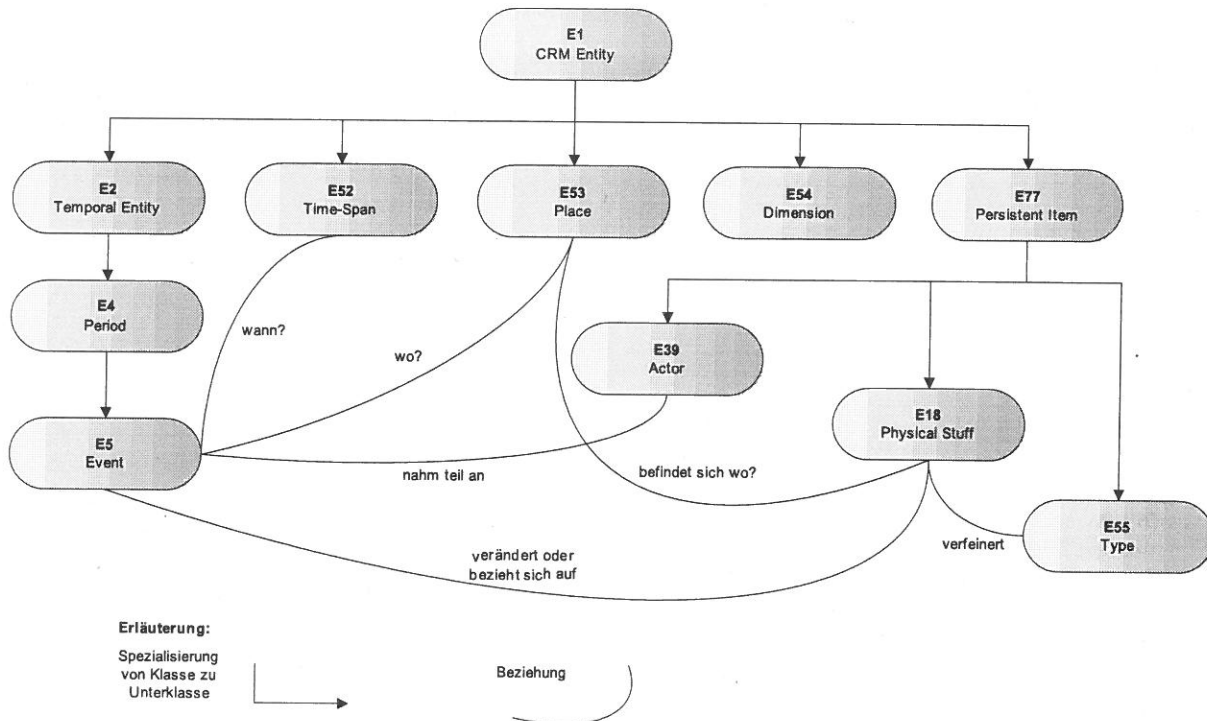 E1
CRM Entity
E2
Temporal Entity
E52
Time-Span
E53
Place
E54
Dimension
E77
Persistent Item
E4
Period
wann?
wo?
E39
Actor
E18
Physical Stuff
E5
Event
nahm teil an
befindet sich wo?
E55
Type
verfeinert
verändert oder
bezieht sich auf
Erläuterung:
Spezialisierung
von Klasse zu
Unterklasse
Beziehung